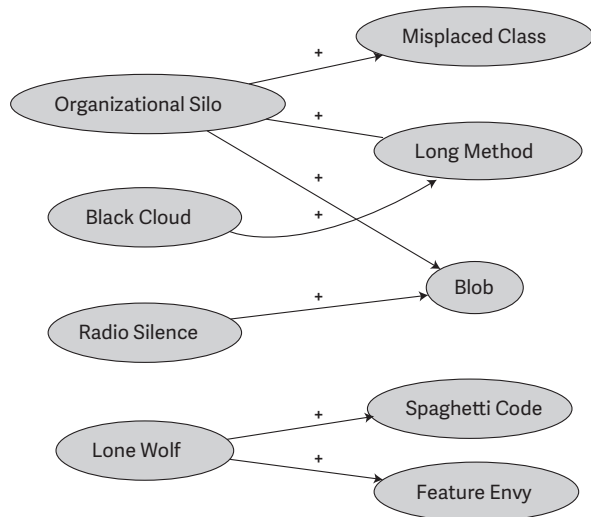 Misplaced Class
+
Organizational Silo
+
Long Method
+
Black Cloud
+
Blob
+
Radio Silence
Spaghetti Code
+
Lone Wolf
+
Feature Envy